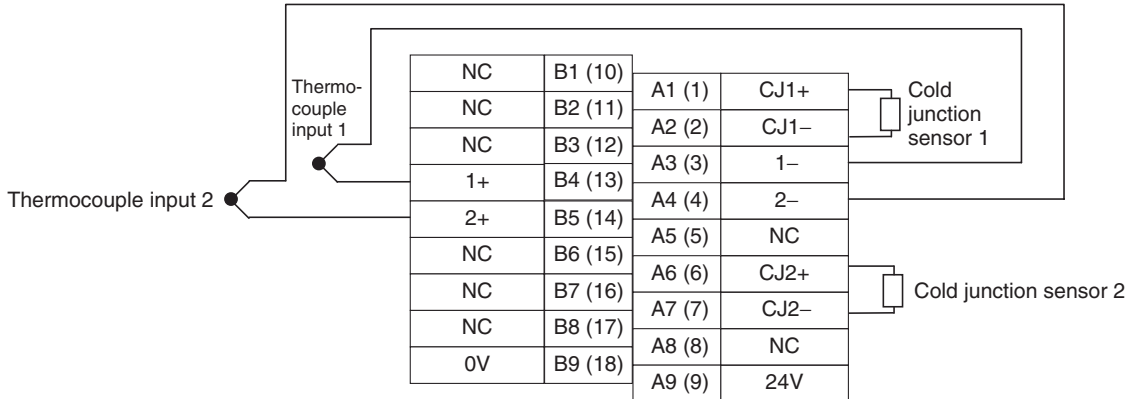 Thermo-
couple
input 1
Thermocouple input 2
NC B1 (10)
NC B2 (11)
NC B3 (12)
1+ B4 (13)
2+ B5 (14)
NC B6 (15)
NC B7 (16)
NC B8 (17)
0V B9 (18)
A1 (1) CJ1+
A2 (2) CJ1−
A3 (3) 1−
A4 (4) 2−
A5 (5) NC
A6 (6) CJ2+
A7 (7) CJ2−
A8 (8) NC
A9 (9) 24V
Cold
junction
sensor 1
Cold junction sensor 2